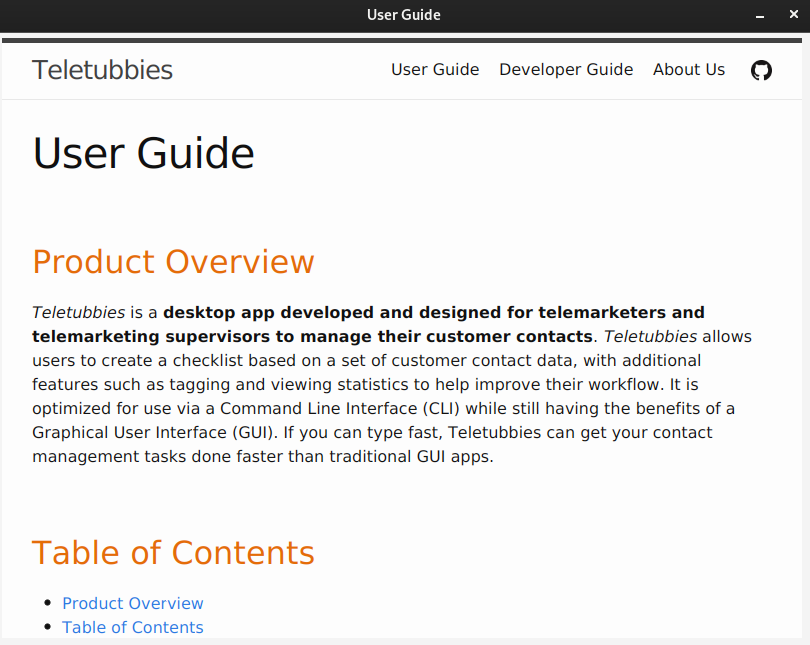 User Guide
Teletubbies
User Guide Developer Guide About Us
User Guide
Product Overview
Teletubbies is a desktop app developed and designed for telemarketers and
telemarketing supervisors to manage their customer contacts. Teletubbies allows
users to create a checklist based on a set of customer contact data, with additional
features such as tagging and viewing statistics to help improve their workflow. It is
optimized for use via a Command Line Interface (CLI) while still having the benefits of a
Graphical User Interface (GUI). If you can type fast, Teletubbies can get your contact
management tasks done faster than traditional GUI apps.
Table of Contents
Product Overview
Table of Contents